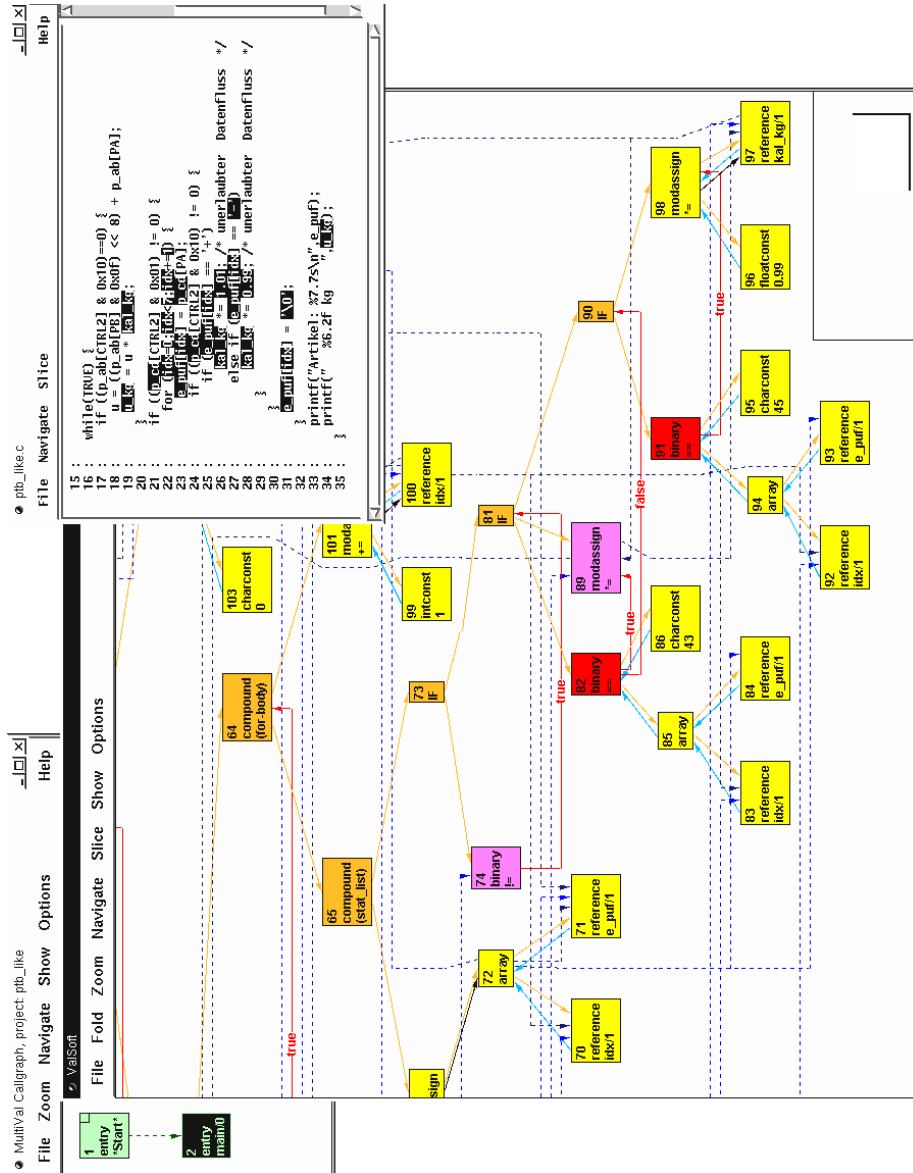 MultiVal Callgraph, project: ptb_like
File Zoom Navigate Show Options Help
1
entry
*Start*
2
entry
main/0
ValSoft
File Fold Zoom Navigate Slice Show Options
ptb_like.c
File Navigate Slice Help
15 :
16 : while(TRUE) {
17 : if ((p_ab[CTRL2] & 0x10)==0) {
18 : u = ((p_ab[PB] & 0x0f) << 8) + p_ab[PA];
19 : u_kg = u * kal_kg;
20 : }
21 : if ((p_cd[CTRL2] & 0x01) != 0) {
22 : for (idx=0;idx<7;idx+=1) {
23 : e_puf[idx] = p_cd[PA];
24 : if ((p_cd[CTRL2] & 0x10) != 0) {
25 : if (e_puf[idx] == '+')
26 : kal_kg *= 1.01; /* unerlaubter Datenfluss */
27 : else if (e_puf[idx] == '-')
28 : kal_kg *= 0.99; /* unerlaubter Datenfluss */
29 : }
30 : }
31 : e_puf[idx] = '\0';
32 : }
33 : printf("Artikel: %7.7s\n",e_puf);
34 : printf(" %6.2f kg ",u_kg);
35 : }
true
64
compound
(for-body)
103
charconst
0
65
compound
(stat_list)
101
moda
+=
99
intconst
1
100
reference
idx/1
sign
73
IF
72
array
74
binary
!=
81
IF
70
reference
idx/1
71
reference
e_puf/1
true
82
binary
==
89
modassign
*=
90
IF
true
false
85
array
86
charconst
43
91
binary
==
98
modassign
*=
true
83
reference
idx/1
84
reference
e_puf/1
94
array
95
charconst
45
96
floatconst
0.99
97
reference
kal_kg/1
92
reference
idx/1
93
reference
e_puf/1